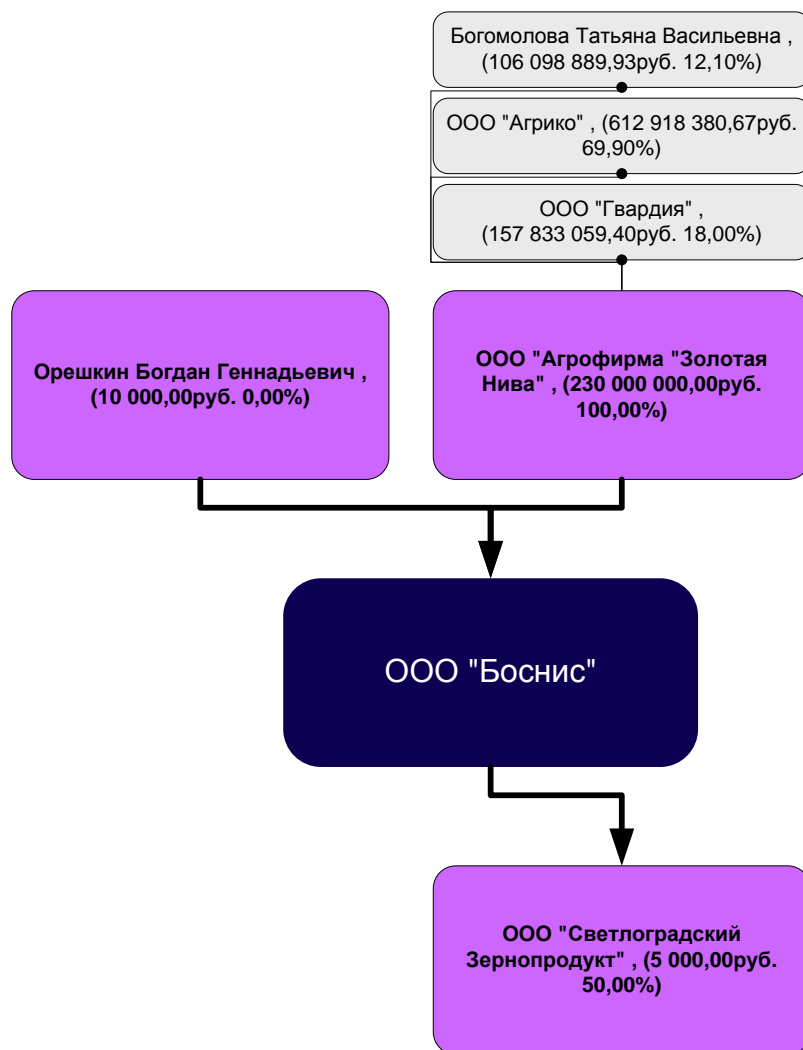 Богомолова Татьяна Васильевна ,
(106 098 889,93руб. 12,10%)
ООО "Агрико" , (612 918 380,67руб.
69,90%)
ООО "Гвардия" ,
(157 833 059,40руб. 18,00%)
Орешкин Богдан Геннадьевич ,
(10 000,00руб. 0,00%)
ООО "Агрофирма "Золотая
Нива" , (230 000 000,00руб.
100,00%)
ООО "Боснис"
ООО "Светлоградский
Зернопродукт" , (5 000,00руб.
50,00%)